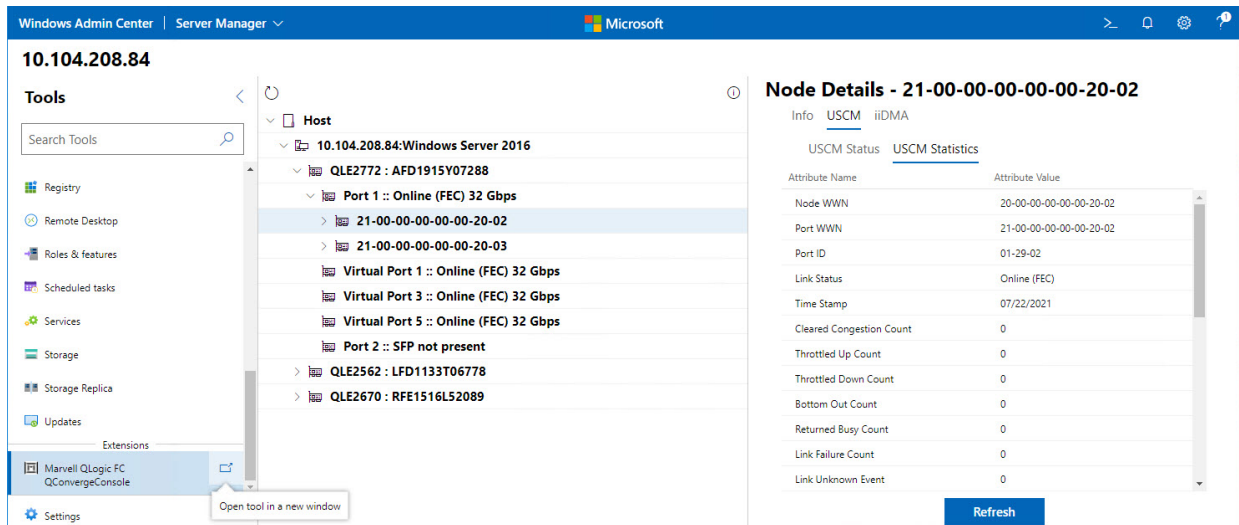 Windows Admin Center | Server Manager
Microsoft
1
10.104.208.84
Tools
Search Tools
Registry
Remote Desktop
Roles & features
Scheduled tasks
Services
Storage
Storage Replica
Updates
Extensions
Marvell QLogic FC
QConvergeConsole
Open tool in a new window
Settings
Host
10.104.208.84:Windows Server 2016
QLE2772 : AFD1915Y07288
Port 1 :: Online (FEC) 32 Gbps
21-00-00-00-00-00-20-02
21-00-00-00-00-00-20-03
Virtual Port 1 :: Online (FEC) 32 Gbps
Virtual Port 3 :: Online (FEC) 32 Gbps
Virtual Port 5 :: Online (FEC) 32 Gbps
Port 2 :: SFP not present
QLE2562 : LFD1133T06778
QLE2670 : RFE1516L52089
Node Details - 21-00-00-00-00-00-20-02
Info USCM iiDMA
USCM Status USCM Statistics
Attribute Name Attribute Value
Node WWN 20-00-00-00-00-00-20-02
Port WWN 21-00-00-00-00-00-20-02
Port ID 01-29-02
Link Status Online (FEC)
Time Stamp 07/22/2021
Cleared Congestion Count 0
Throttled Up Count 0
Throttled Down Count 0
Bottom Out Count 0
Returned Busy Count 0
Link Failure Count 0
Link Unknown Event 0
Refresh